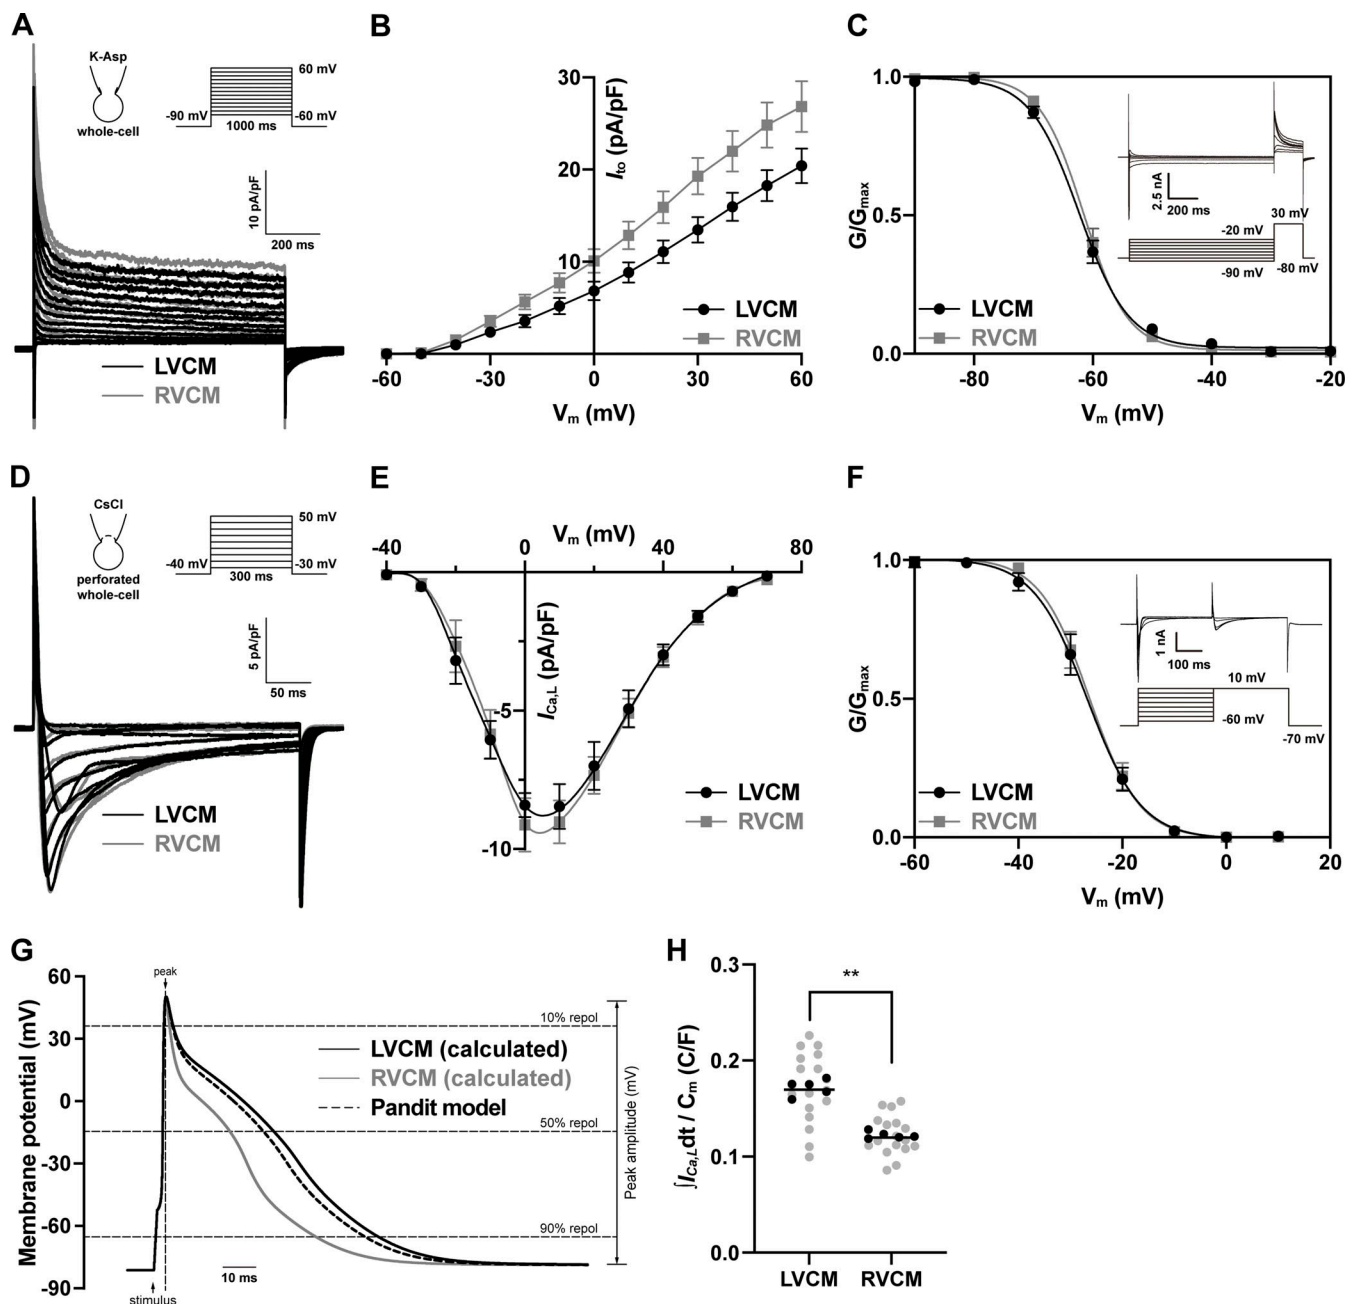 A
K-Asp
whole-cell
60 mV
-90 mV
-60 mV
1000 ms
10 pA/pF
200 ms
LVCM
RVCM
B
30
20
10
0
Ito (pA/pF)
LVCM
RVCM
-60
-30
0
30
60
Vm (mV)
C
1.0
0.5
0.0
G/Gmax
2.5 nA
200 ms
30 mV
-20 mV
-90 mV
-80 mV
LVCM
RVCM
-80
-60
-40
-20
Vm (mV)
D
CsCl
perforated
whole-cell
50 mV
-40 mV
-30 mV
300 ms
5 pA/pF
50 ms
LVCM
RVCM
E
Vm (mV)
-40
0
40
80
-5
-10
ICa,L (pA/pF)
LVCM
RVCM
F
1.0
0.5
0.0
G/Gmax
1 nA
100 ms
10 mV
-60 mV
-70 mV
LVCM
RVCM
-60
-40
-20
0
20
Vm (mV)
G
Membrane potential (mV)
60
30
0
-30
-60
-90
peak
10% repol
LVCM (calculated)
RVCM (calculated)
Pandit model
50% repol
90% repol
Peak amplitude (mV)
10 ms
stimulus
H
0.3
0.2
0.1
0.0
∫ICa,Ldt / Cm (C/F)
**
LVCM
RVCM